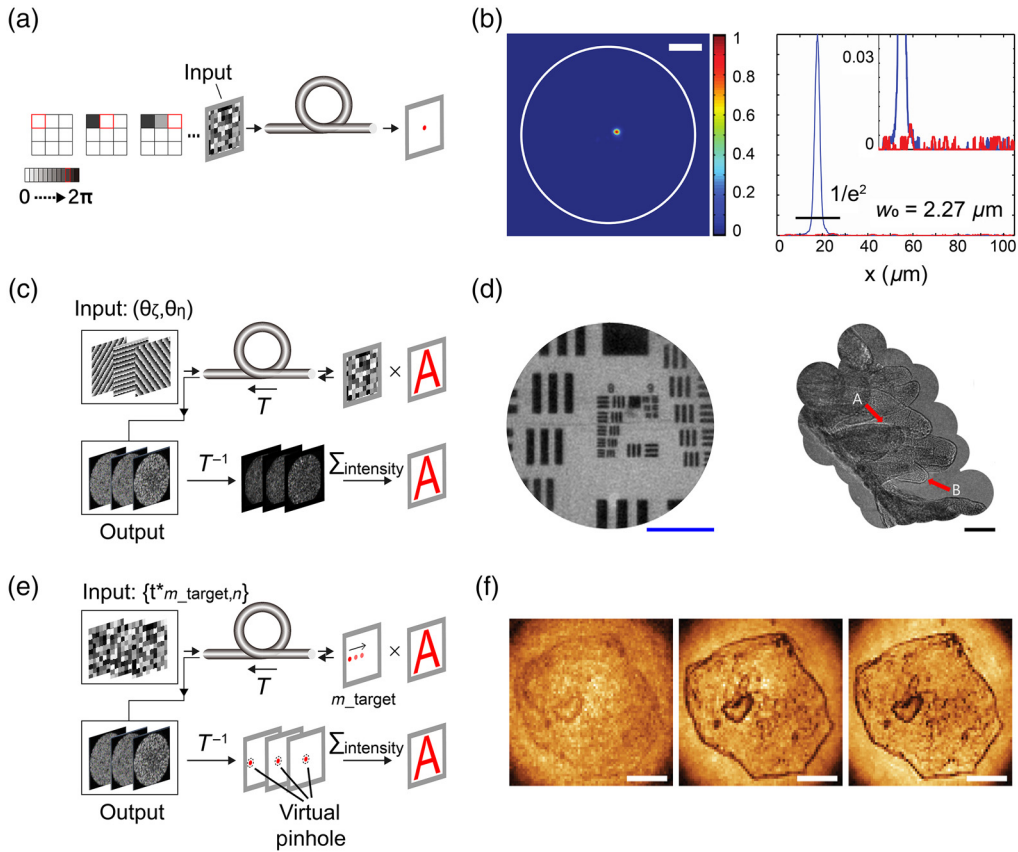 (a)
Input
0 ┈▶ 2π
(b)
1
0.8
0.6
0.4
0.2
0
0.03
0
1/e²
w₀ = 2.27 µm
0 20 40 60 80 100
x (µm)
(c)
Input: (θζ,θη)
T
×
A
T⁻¹
∑intensity
A
Output
(d)
A
B
(e)
Input: {t*m_target,n}
T
m_target
×
A
T⁻¹
∑intensity
A
Output
Virtual
pinhole
(f)